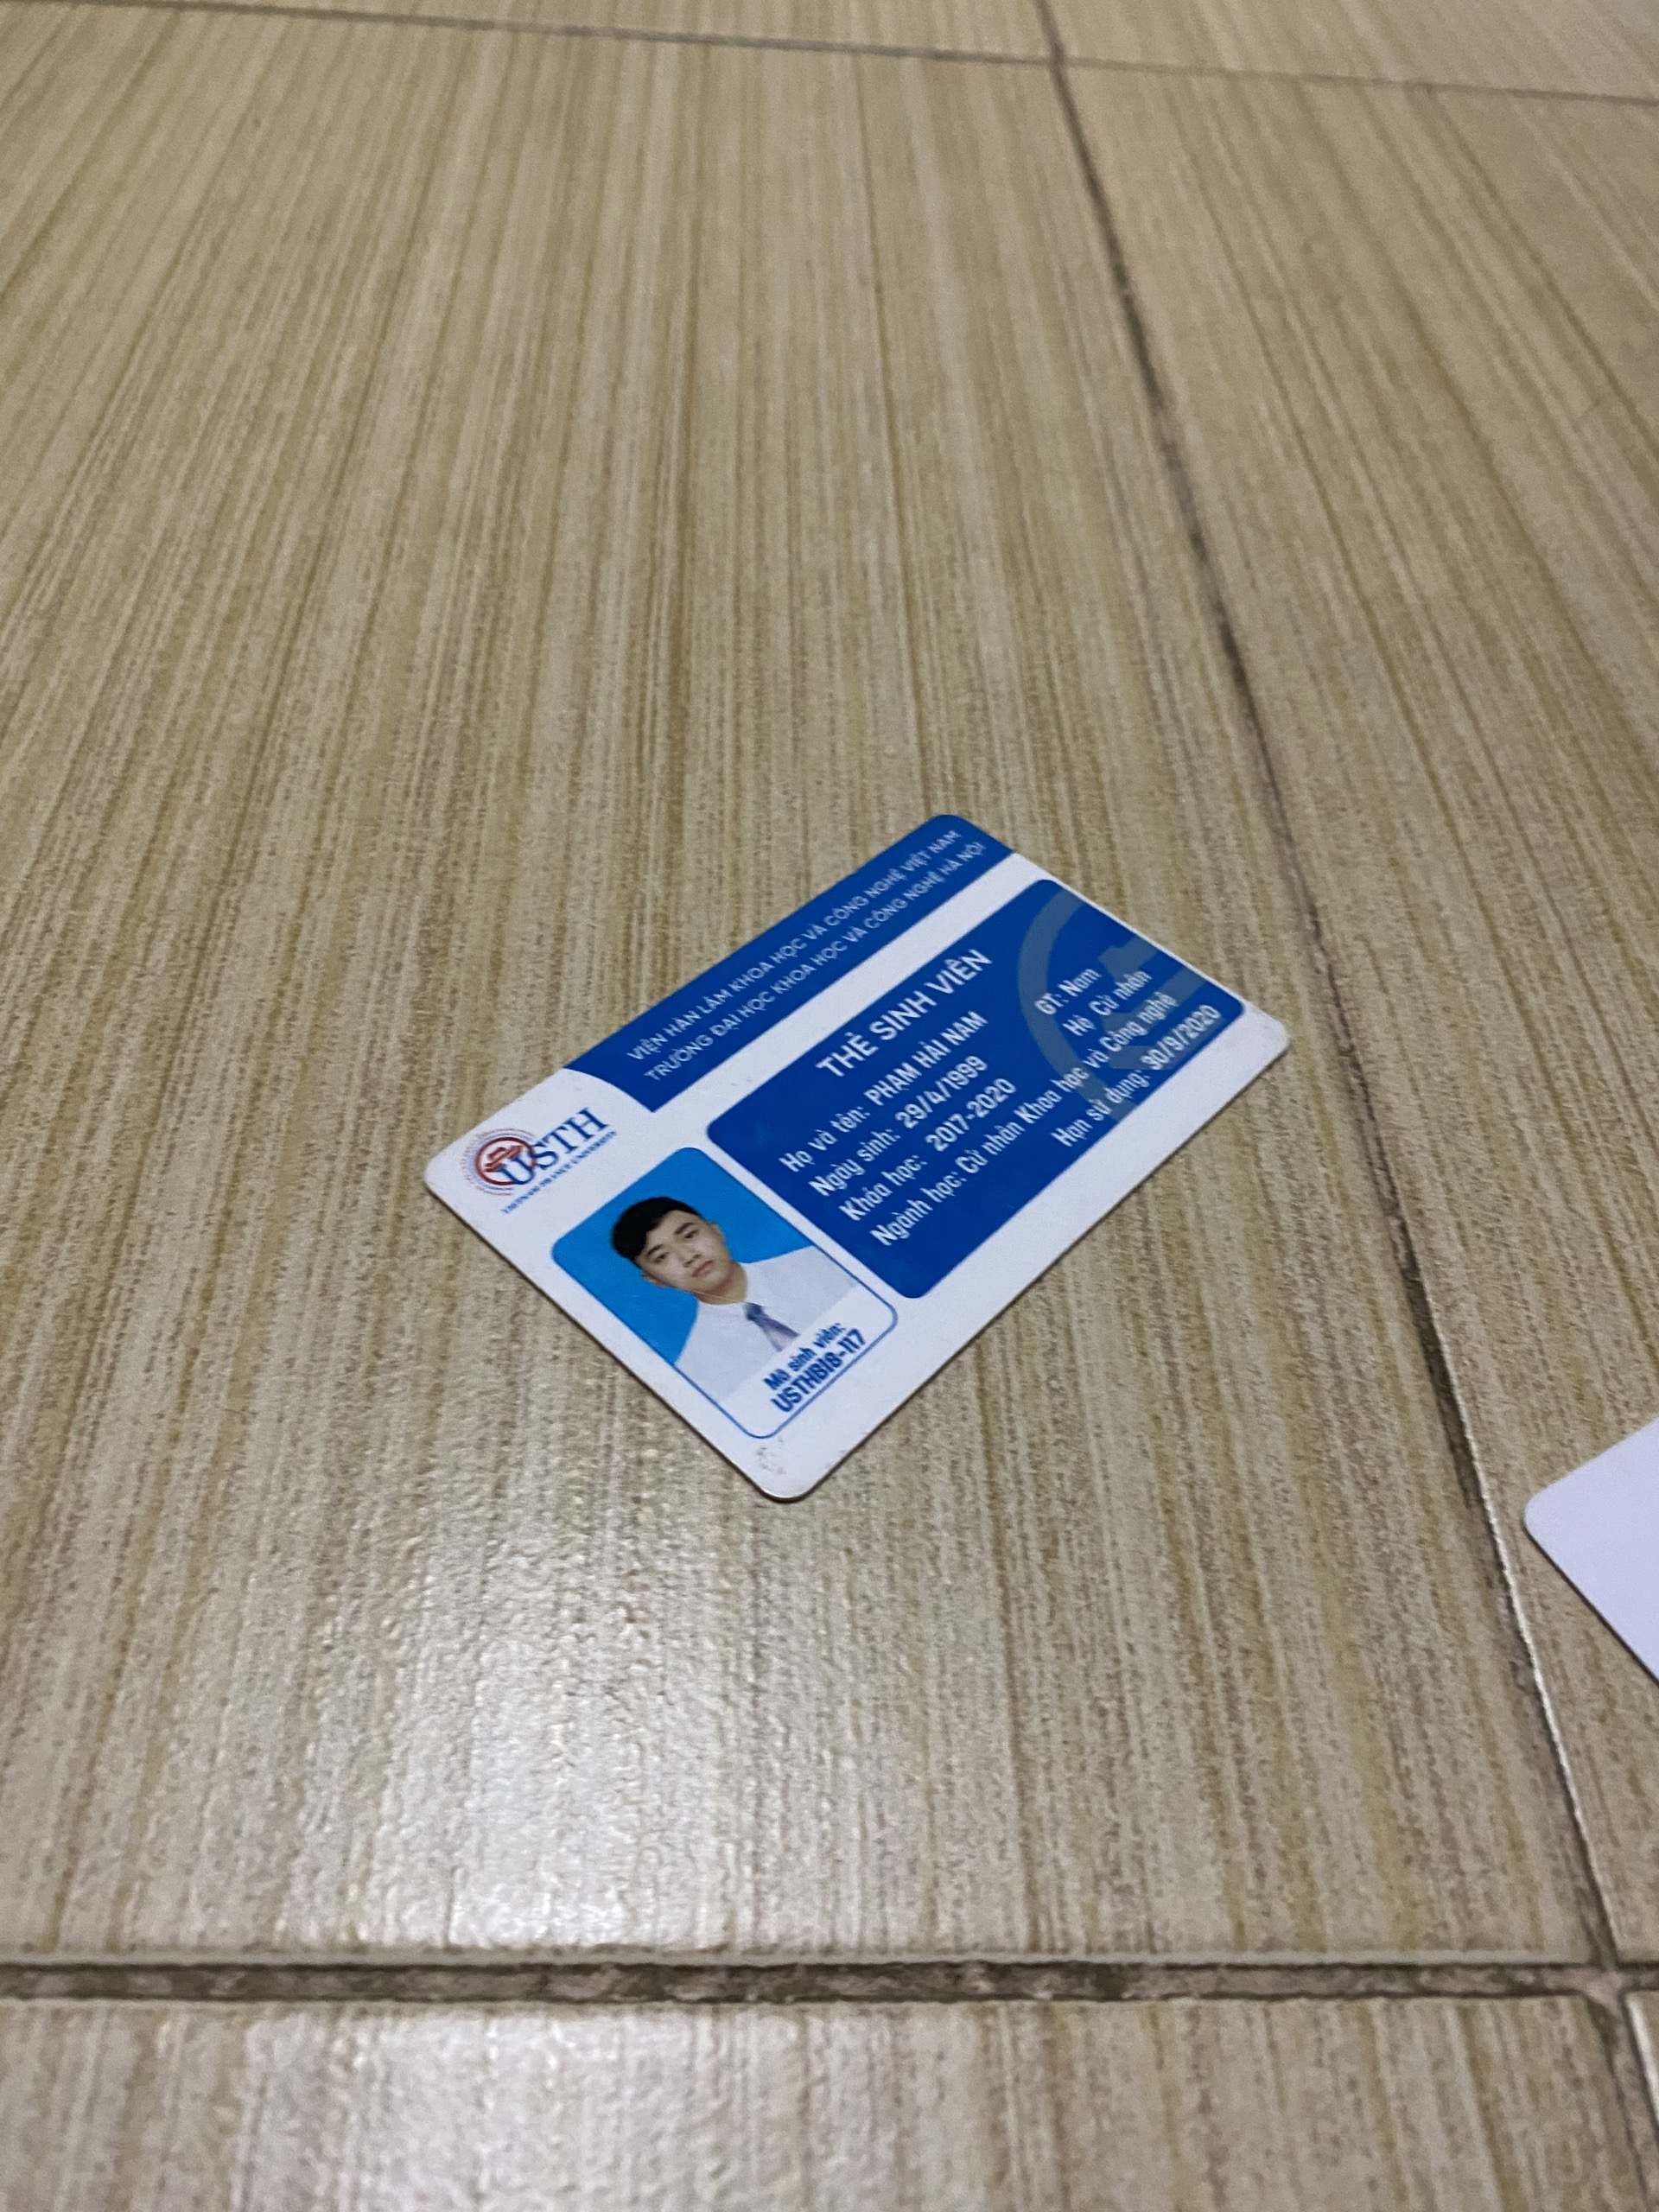 VIỆN HÀN LÂM KHOA HỌC VÀ CÔNG NGHỆ VIỆT NAM
TRƯỜNG ĐẠI HỌC KHOA HỌC VÀ CÔNG NGHỆ HÀ NỘI
USTH
VIETNAM FRANCE UNIVERSITY
THẺ SINH VIÊN
Họ và tên: PHẠM HẢI NAM GT: Nam
Ngày sinh: 29/4/1999 Hệ Cử nhân
Khóa học: 2017-2020
Ngành học: Cử nhân Khoa học và Công nghệ
Hạn sử dụng: 30/9/2020
Mã sinh viên:
USTHBI8-117